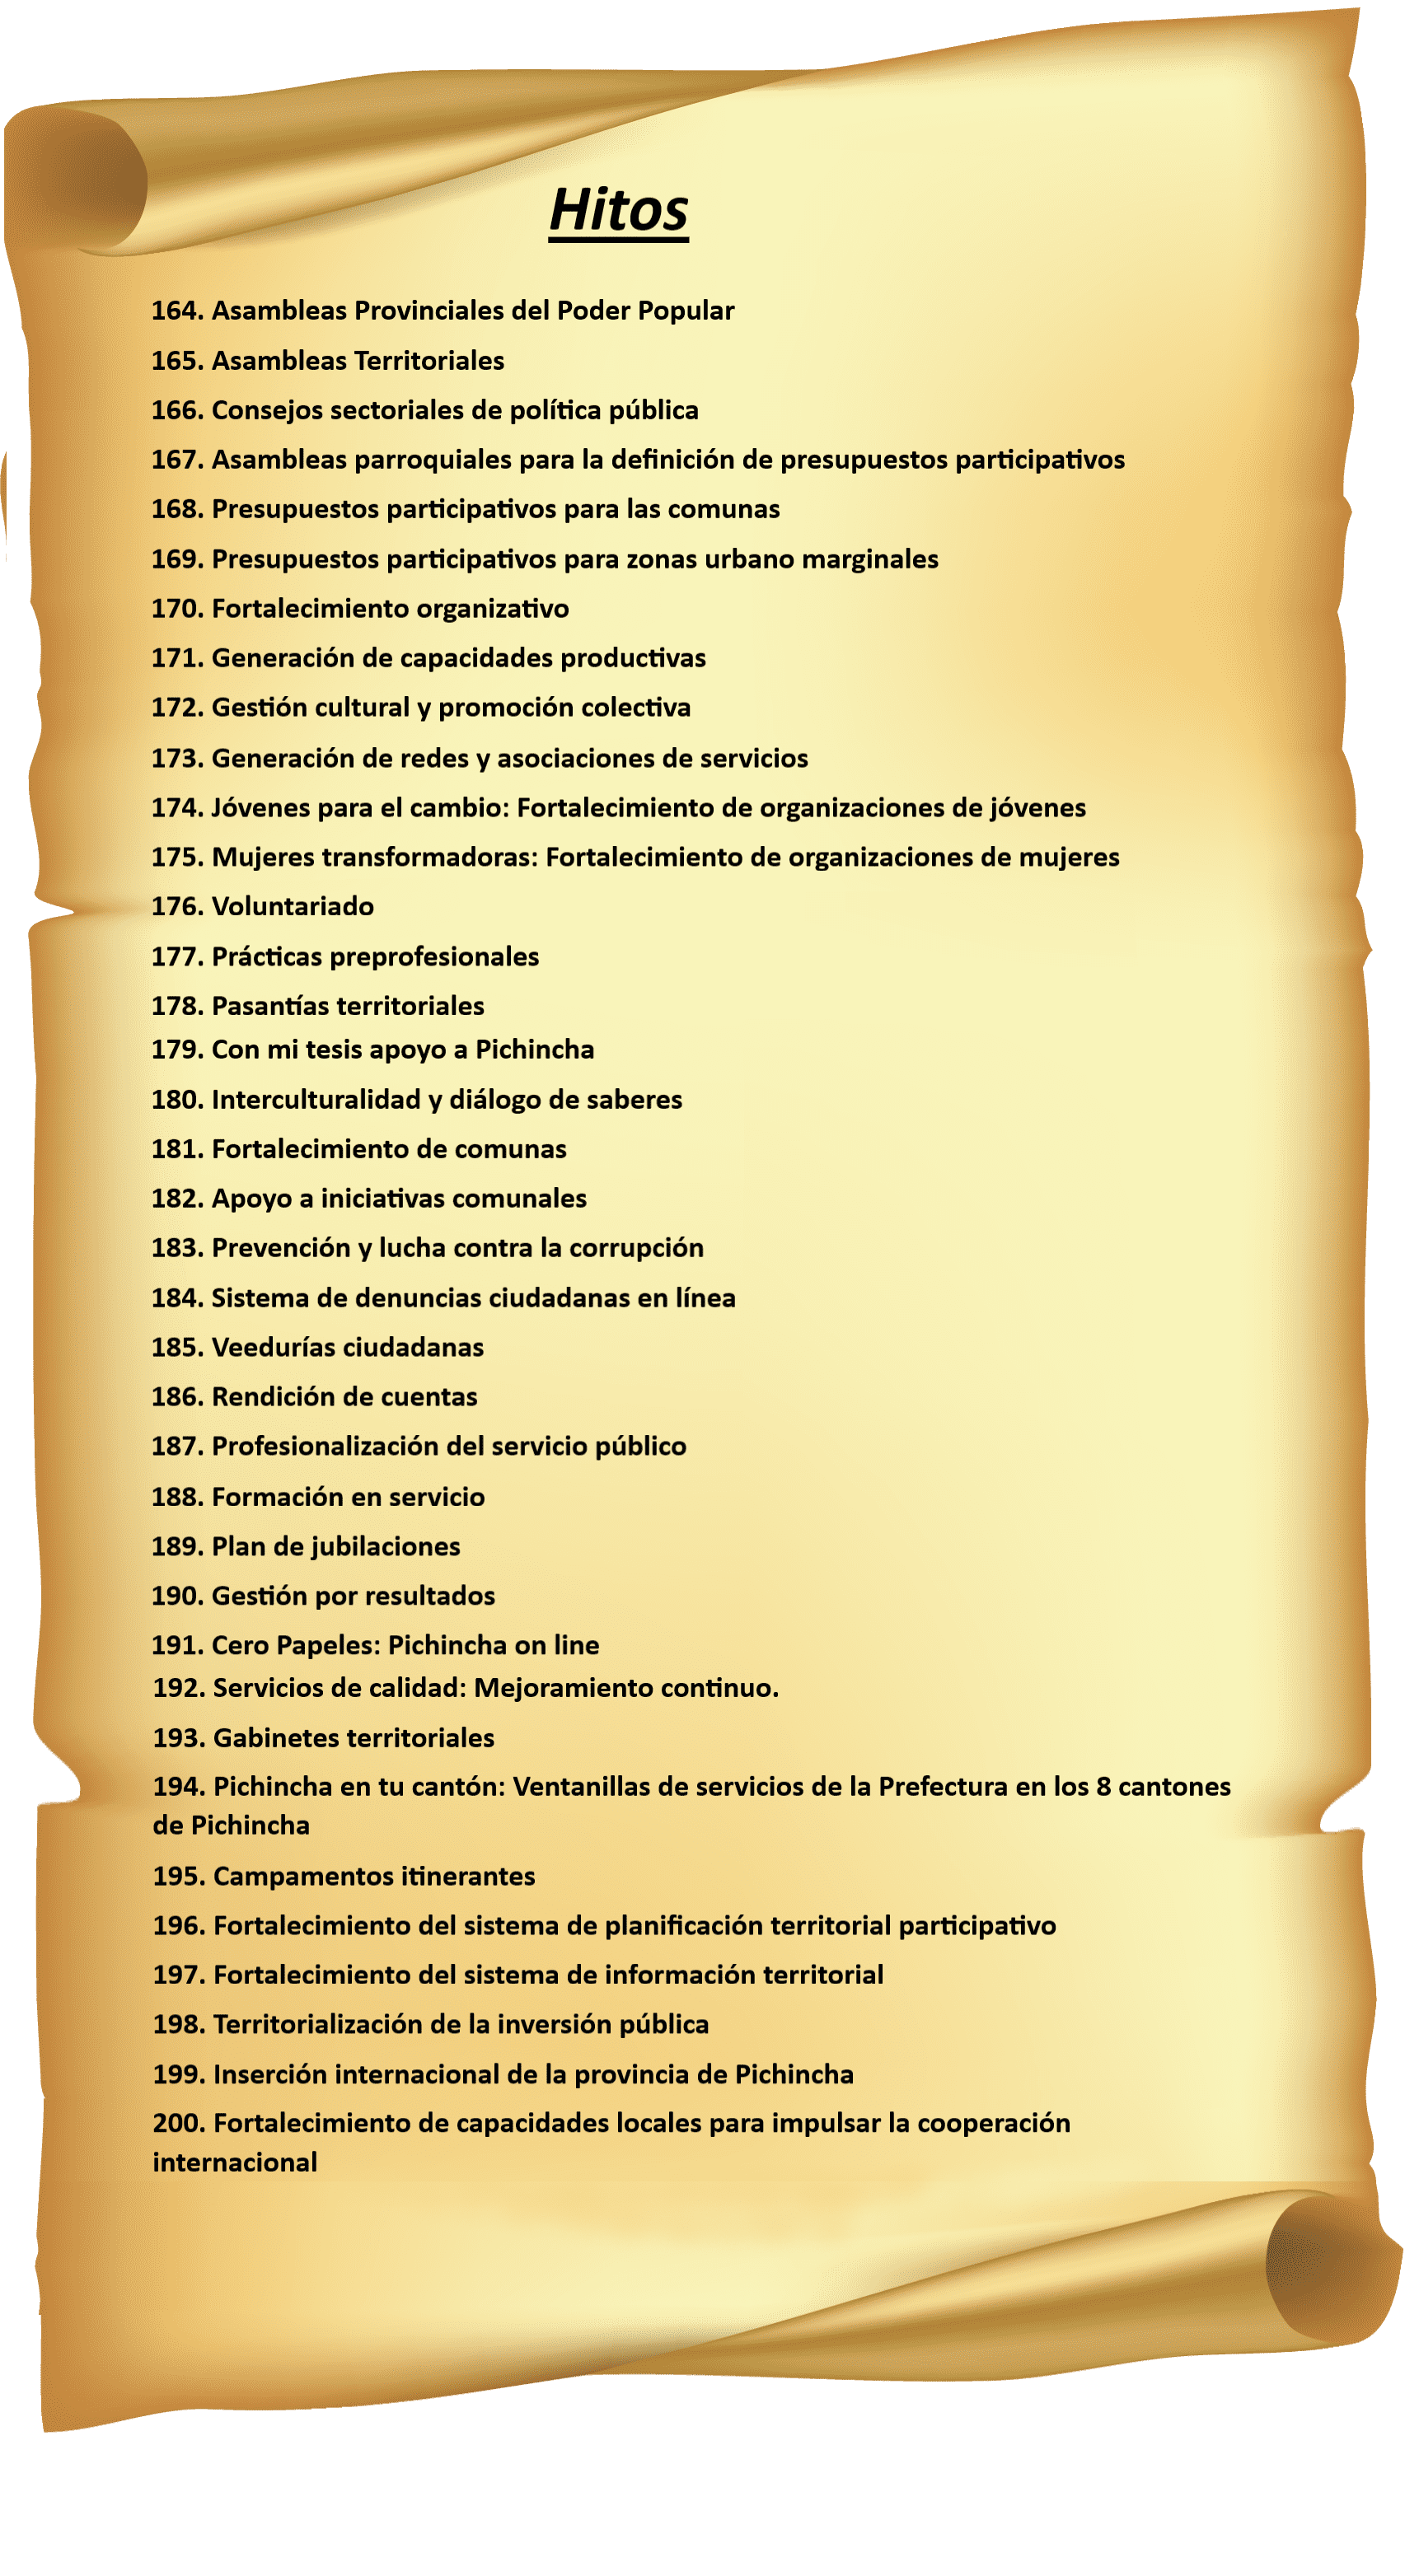 Hitos
164. Asambleas Provinciales del Poder Popular
165. Asambleas Territoriales
166. Consejos sectoriales de política pública
167. Asambleas parroquiales para la definición de presupuestos participativos
168. Presupuestos participativos para las comunas
169. Presupuestos participativos para zonas urbano marginales
170. Fortalecimiento organizativo
171. Generación de capacidades productivas
172. Gestión cultural y promoción colectiva
173. Generación de redes y asociaciones de servicios
174. Jóvenes para el cambio: Fortalecimiento de organizaciones de jóvenes
175. Mujeres transformadoras: Fortalecimiento de organizaciones de mujeres
176. Voluntariado
177. Prácticas preprofesionales
178. Pasantías territoriales
179. Con mi tesis apoyo a Pichincha
180. Interculturalidad y diálogo de saberes
181. Fortalecimiento de comunas
182. Apoyo a iniciativas comunales
183. Prevención y lucha contra la corrupción
184. Sistema de denuncias ciudadanas en línea
185. Veedurías ciudadanas
186. Rendición de cuentas
187. Profesionalización del servicio público
188. Formación en servicio
189. Plan de jubilaciones
190. Gestión por resultados
191. Cero Papeles: Pichincha on line
192. Servicios de calidad: Mejoramiento continuo.
193. Gabinetes territoriales
194. Pichincha en tu cantón: Ventanillas de servicios de la Prefectura en los 8 cantones
de Pichincha
195. Campamentos itinerantes
196. Fortalecimiento del sistema de planificación territorial participativo
197. Fortalecimiento del sistema de información territorial
198. Territorialización de la inversión pública
199. Inserción internacional de la provincia de Pichincha
200. Fortalecimiento de capacidades locales para impulsar la cooperación
internacional